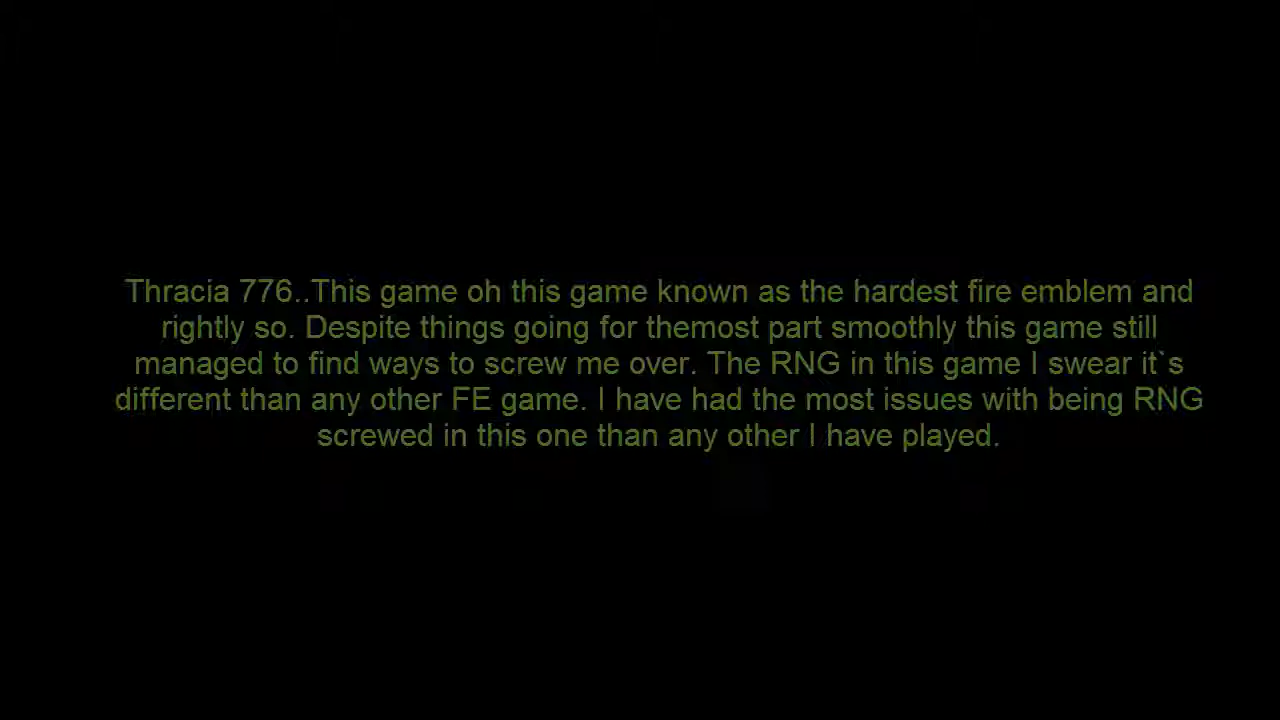 Thracia 776..This game oh this game known as the hardest fire emblem and
rightly so. Despite things going for themost part smoothly this game still
managed to find ways to screw me over. The RNG in this game I swear it`s
different than any other FE game. I have had the most issues with being RNG
screwed in this one than any other I have played.